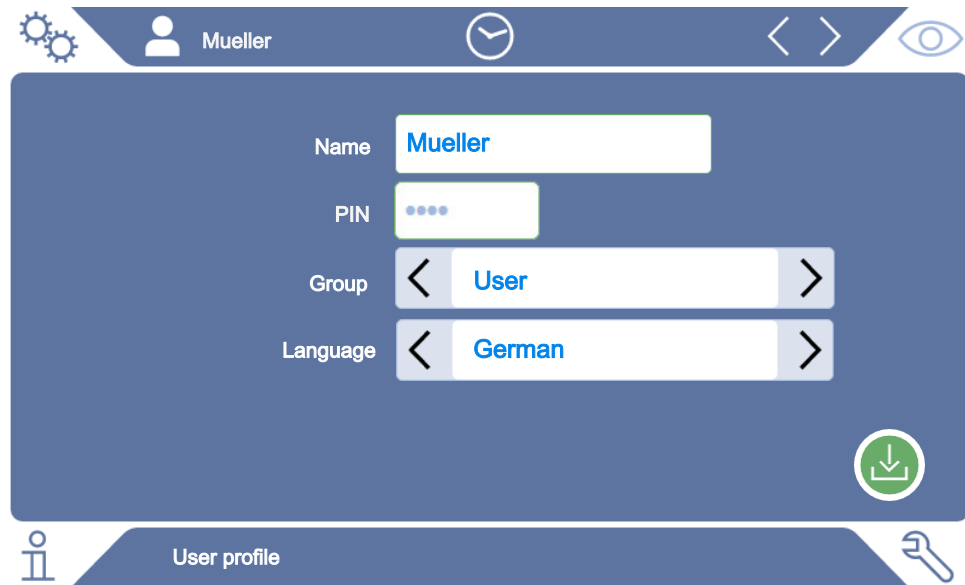 Mueller
Name Mueller
PIN ••••
Group User
Language German
User profile